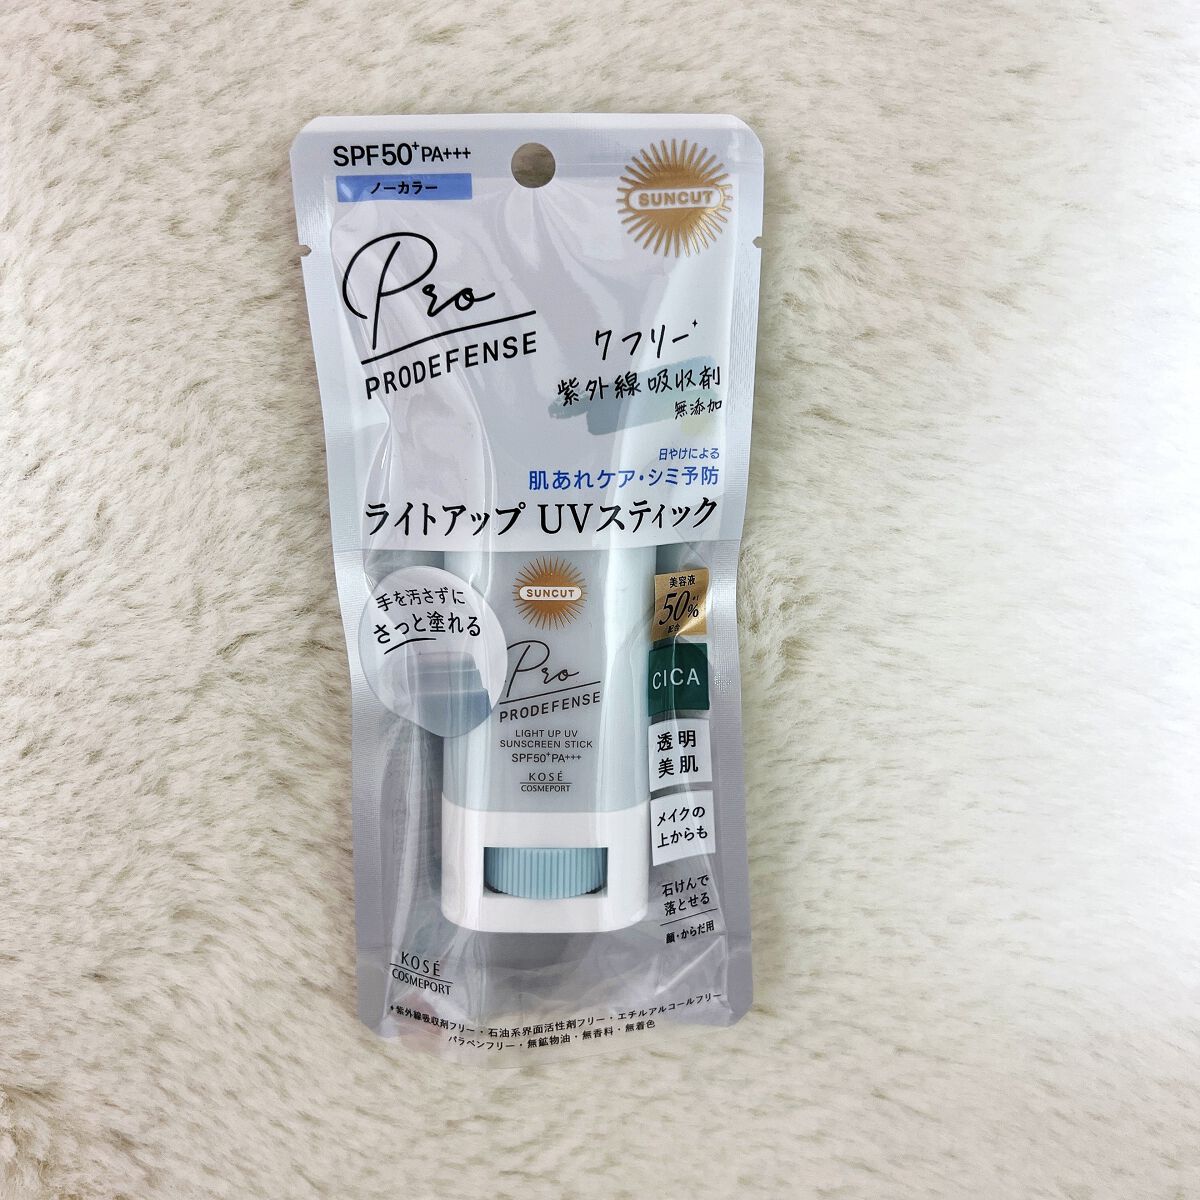 SPF50+ PA+++
ノーカラー
SUNCUT
Pro
PRODEFENSE
7フリー+
紫外線吸収剤
無添加
日やけによる
肌あれケア・シミ予防
ライトアップ UVスティック
手を汚さずに
さっと塗れる
SUNCUT
Pro
PRODEFENSE
LIGHT UP UV
SUNSCREEN STICK
SPF50+PA+++
KOSÉ
COSMEPORT
美容液
50%
配合
CICA
透明
美肌
メイクの
上からも
石けんで
落とせる
顔・からだ用
KOSÉ
COSMEPORT
+紫外線吸収剤フリー・石油系界面活性剤フリー・エチルアルコールフリー
パラベンフリー・無鉱物油・無香料・無着色